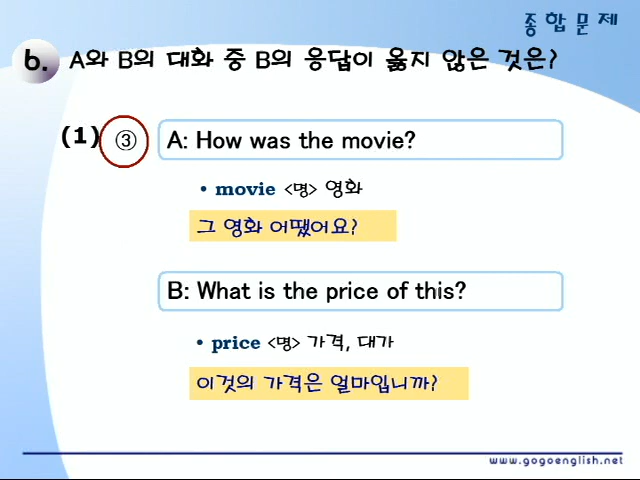 종합문제
b. A와 B의 대화 중 B의 응답이 옳지 않은 것은?
(1) ③ A: How was the movie?
• movie <명> 영화
그 영화 어땠어요?
B: What is the price of this?
• price <명> 가격, 대가
이것의 가격은 얼마입니까?
www.gogoenglish.net